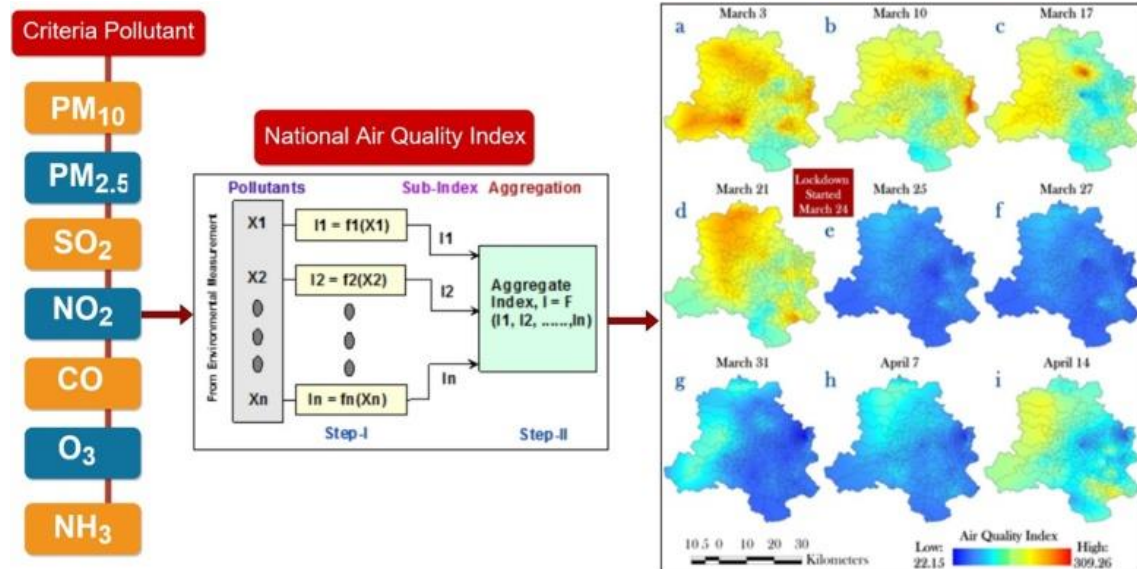 Criteria Pollutant
PM10
PM2.5
SO2
NO2
CO
O3
NH3
National Air Quality Index
Pollutants
Sub-Index
Aggregation
From Environmental Measurement
X1
I1 = f1(X1)
I1
X2
I2 = f2(X2)
I2
Aggregate
Index, I = F
(I1, I2, ......,In)
Xn
In = fn(Xn)
In
Step-I
Step-II
March 3
a
March 10
b
March 17
c
March 21
d
Lockdown
Started
March 24
March 25
e
March 27
f
March 31
g
April 7
h
April 14
i
10 5 0 10 20 30
Kilometers
Air Quality Index
Low:
22.15
High:
309.26